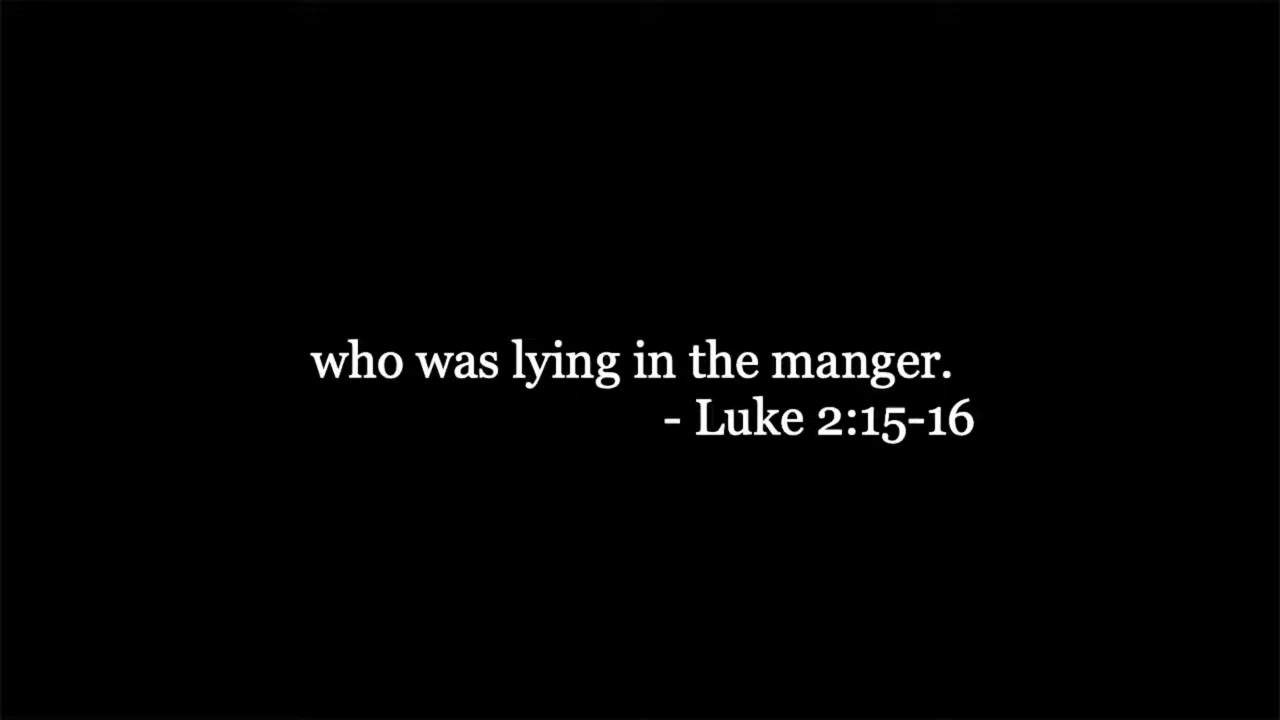 who was lying in the manger.
- Luke 2:15-16